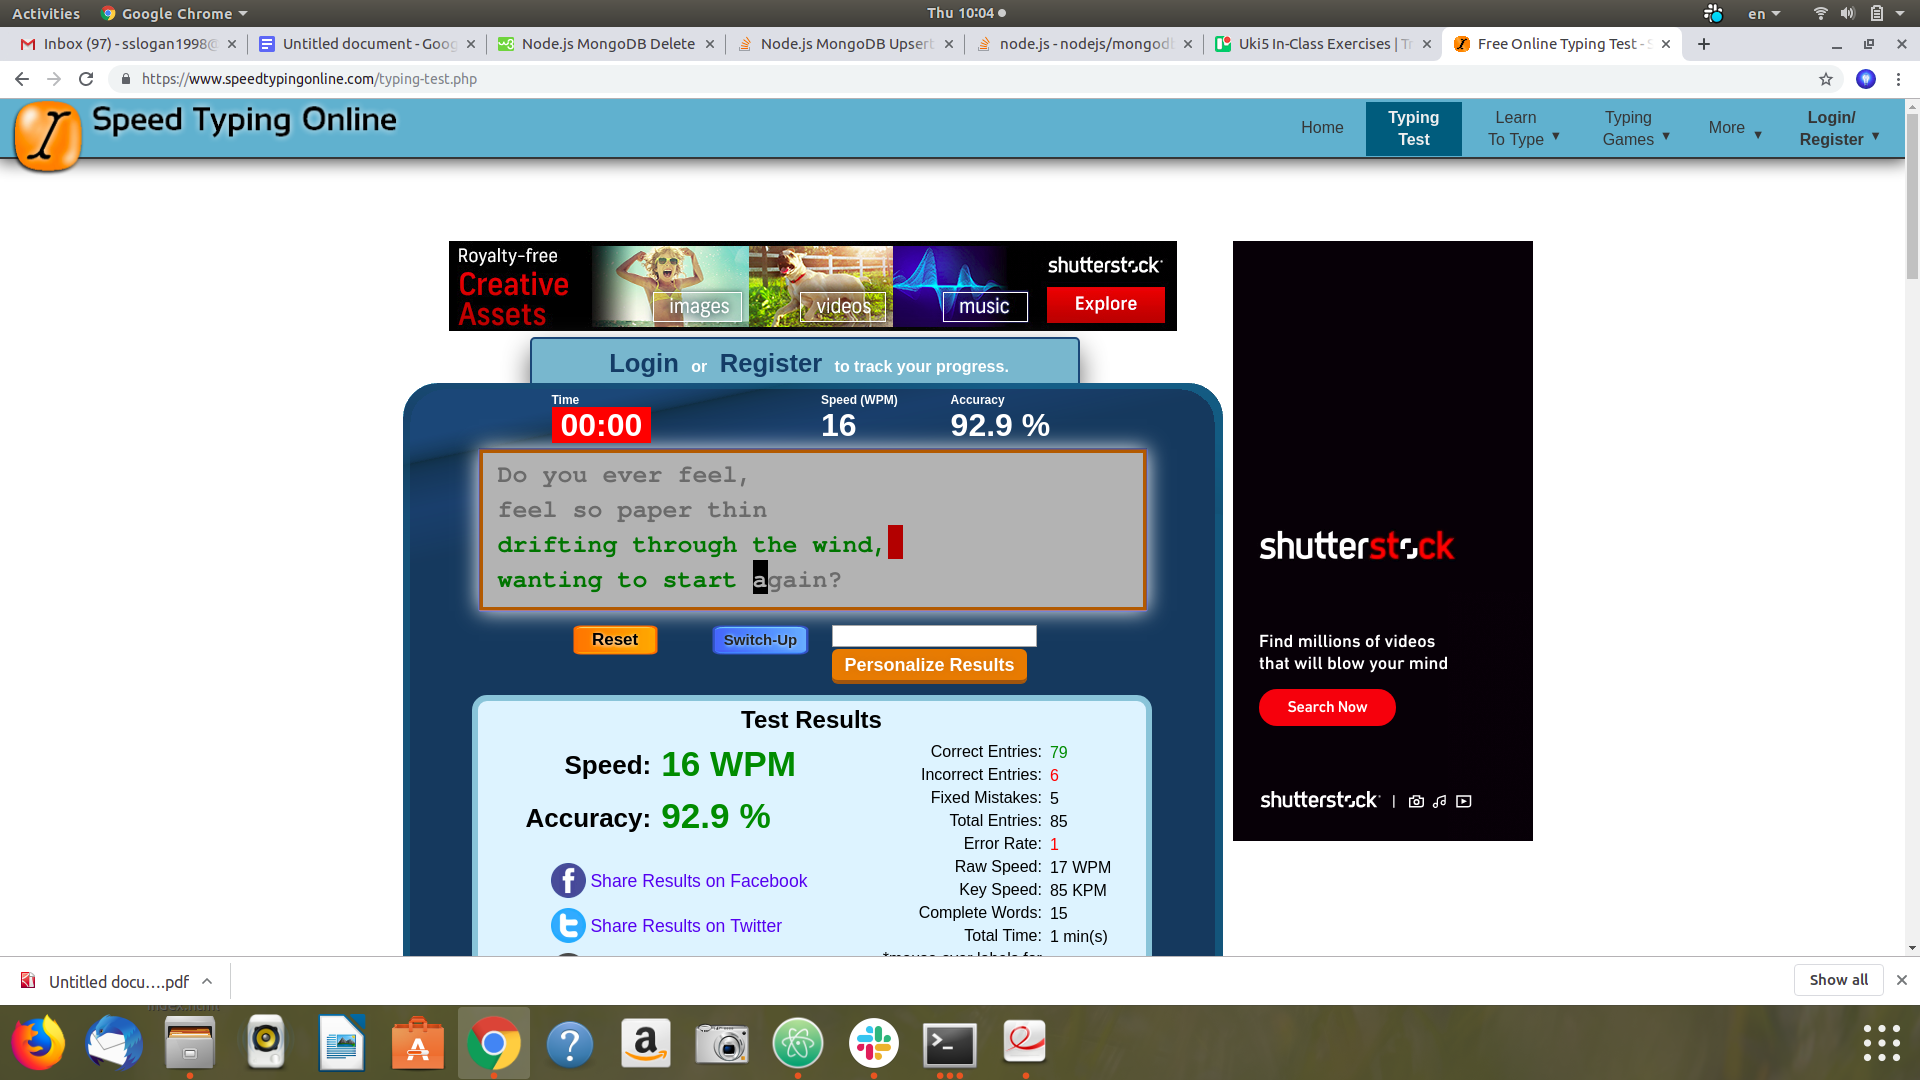 Activities Google Chrome Thu 10:04 en
Inbox (97) - sslogan1998@ Untitled document - Goog Node.js MongoDB Delete Node.js MongoDB Upsert node.js - nodejs/mongodb Uki5 In-Class Exercises | Tr Free Online Typing Test - S
https://www.speedtypingonline.com/typing-test.php
Speed Typing Online
Home
Typing
Test
Learn
To Type
Typing
Games
More
Login/
Register
Royalty-free
Creative
Assets
images
videos
music
shutterstock
Explore
Login or Register to track your progress.
Time Speed (WPM) Accuracy
00:00 16 92.9 %
Do you ever feel,
feel so paper thin
drifting through the wind,
wanting to start again?
Reset Switch-Up
Personalize Results
Test Results
Speed: 16 WPM
Accuracy: 92.9 %
Share Results on Facebook
Share Results on Twitter
Correct Entries: 79
Incorrect Entries: 6
Fixed Mistakes: 5
Total Entries: 85
Error Rate: 1
Raw Speed: 17 WPM
Key Speed: 85 KPM
Complete Words: 15
Total Time: 1 min(s)
*mouse over labels for
shutterstock
Find millions of videos
that will blow your mind
Search Now
shutterstock |
Untitled docu....pdf
Show all